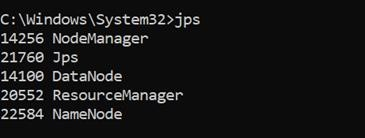 C:\Windows\System32>jps
14256 NodeManager
21760 Jps
14100 DataNode
20552 ResourceManager
22584 NameNode